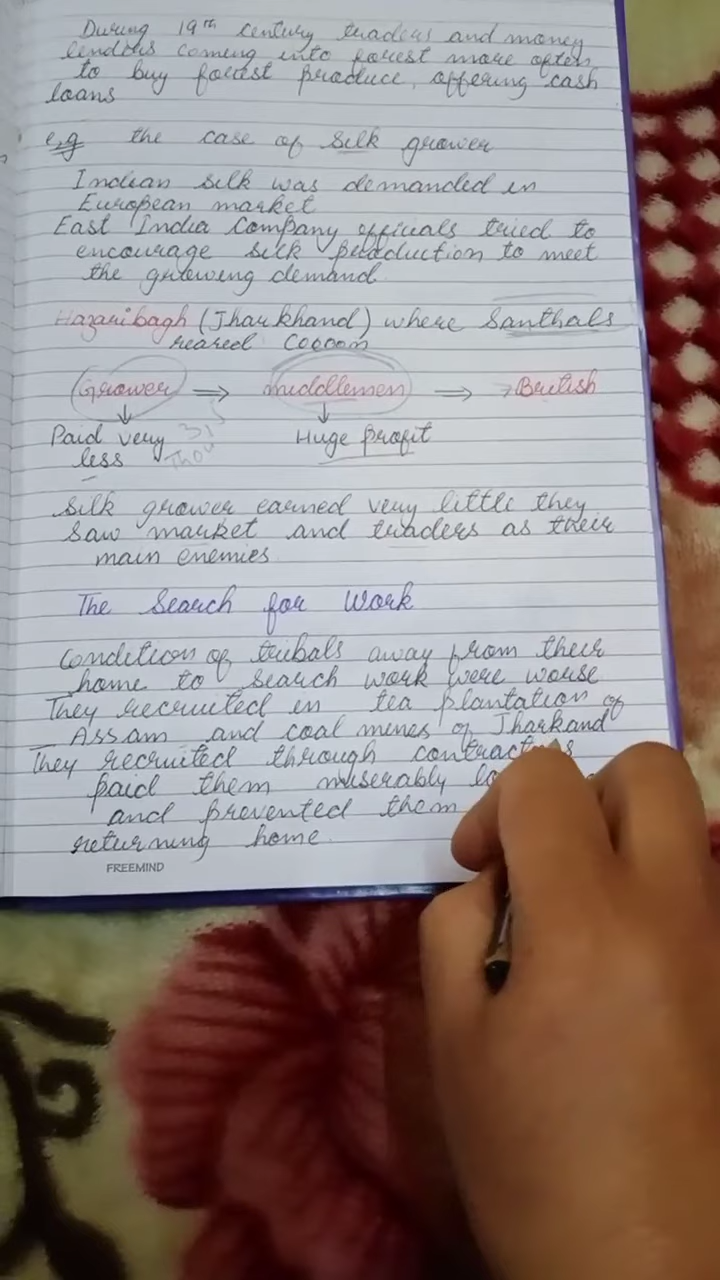 During 19th century traders and money
lenders coming into forest more often
to buy forest produce, offering cash
loans
e.g the case of silk grower
Indian silk was demanded in
European market
East India Company officials tried to
encourage silk production to meet
the growing demand
Hazaribagh (Jharkhand) where Santhals
reared Cocoon
Grower ⇒ middlemen → British
Paid very Huge profit
less
Silk grower earned very little they
saw market and traders as their
main enemies
The Search for Work
Condition of tribals away from their
home to search work were worse
They recruited in tea plantation of
Assam and coal mines of Jharkand
They recruited through contractors
paid them miserably
and prevented them
returning home.
FREEMIND